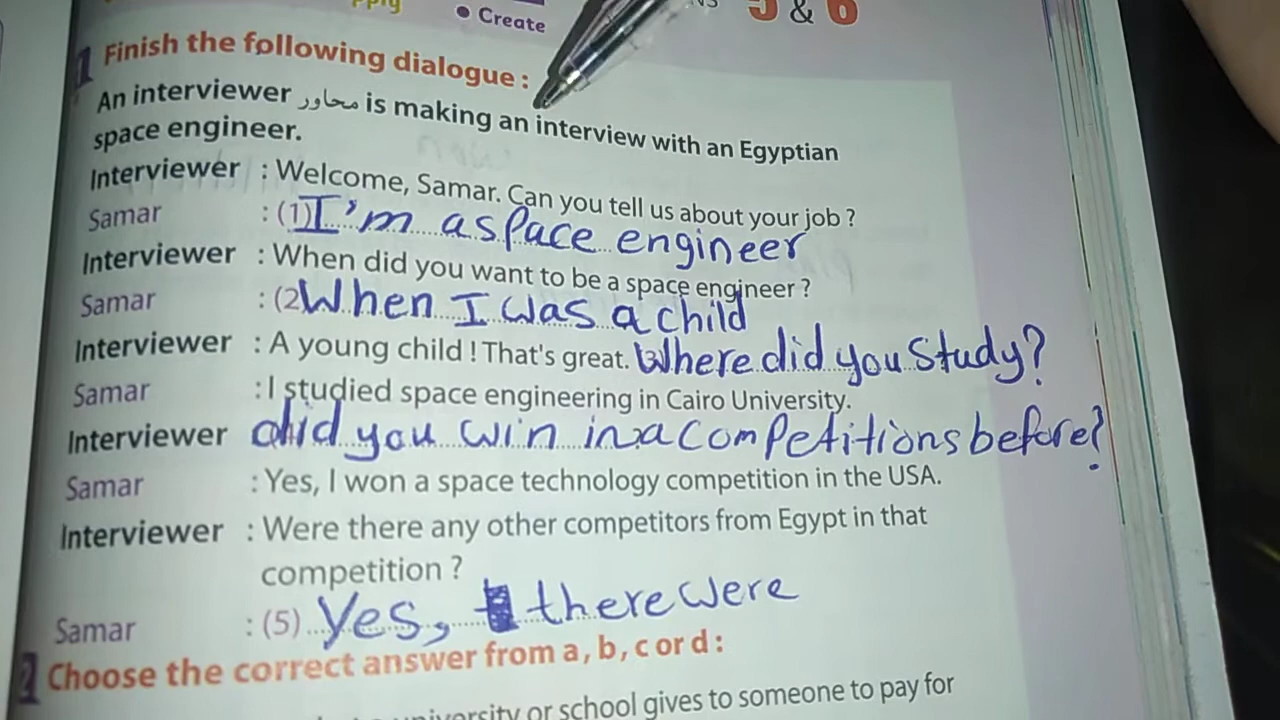 Create
5 & 6
1 Finish the following dialogue :
An interviewer محاور is making an interview with an Egyptian
space engineer.
Interviewer : Welcome, Samar. Can you tell us about your job ?
Samar : (1) I'm a space engineer
Interviewer : When did you want to be a space engineer ?
Samar : (2 When I was a child
Interviewer : A young child ! That's great. Where did you study?
Samar : I studied space engineering in Cairo University.
Interviewer did you win in a competitions before?
Samar : Yes, I won a space technology competition in the USA.
Interviewer : Were there any other competitors from Egypt in that
competition ?
Samar : (5) Yes, there were
2 Choose the correct answer from a, b, c or d :
university or school gives to someone to pay for